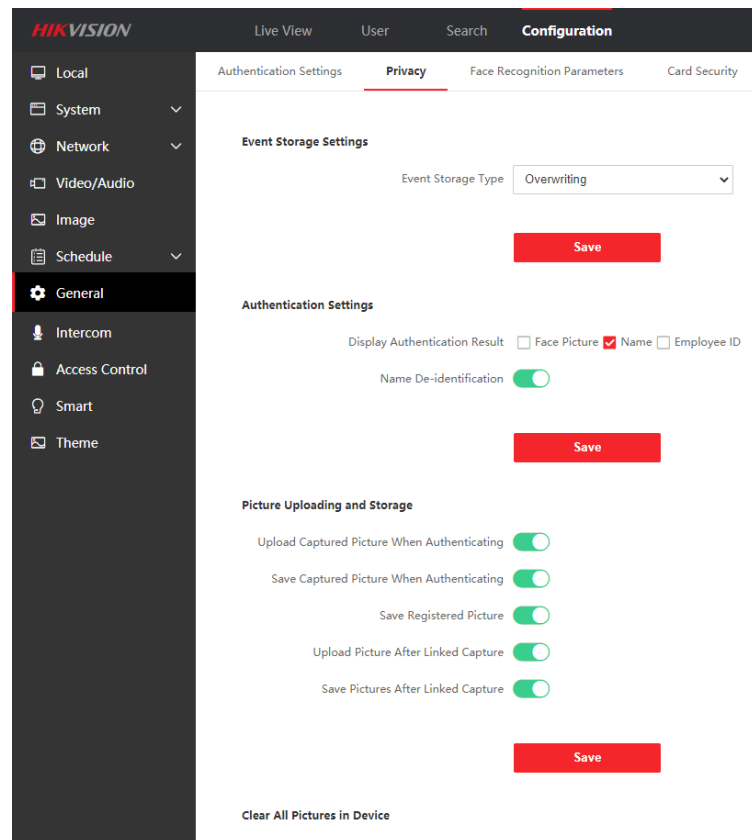 HIKVISION Live View User Search Configuration
Local
System
Network
Video/Audio
Image
Schedule
General
Intercom
Access Control
Smart
Theme
Authentication Settings Privacy Face Recognition Parameters Card Security
Event Storage Settings
Event Storage Type Overwriting
Save
Authentication Settings
Display Authentication Result Face Picture Name Employee ID
Name De-identification
Save
Picture Uploading and Storage
Upload Captured Picture When Authenticating
Save Captured Picture When Authenticating
Save Registered Picture
Upload Picture After Linked Capture
Save Pictures After Linked Capture
Save
Clear All Pictures in Device